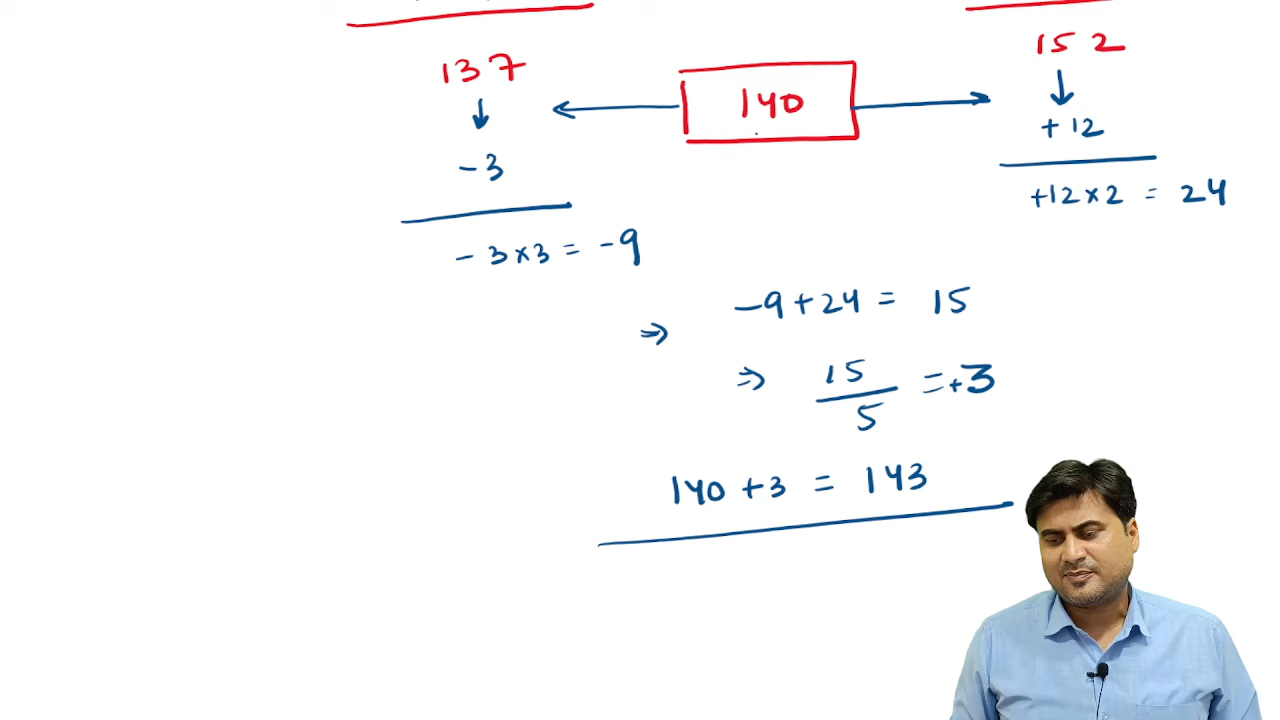 137
↓
-3
-3×3 = -9
← 140 →
152
↓
+12
+12×2 = 24
⇒ -9+24 = 15
⇒ 15/5 = +3
140+3 = 143